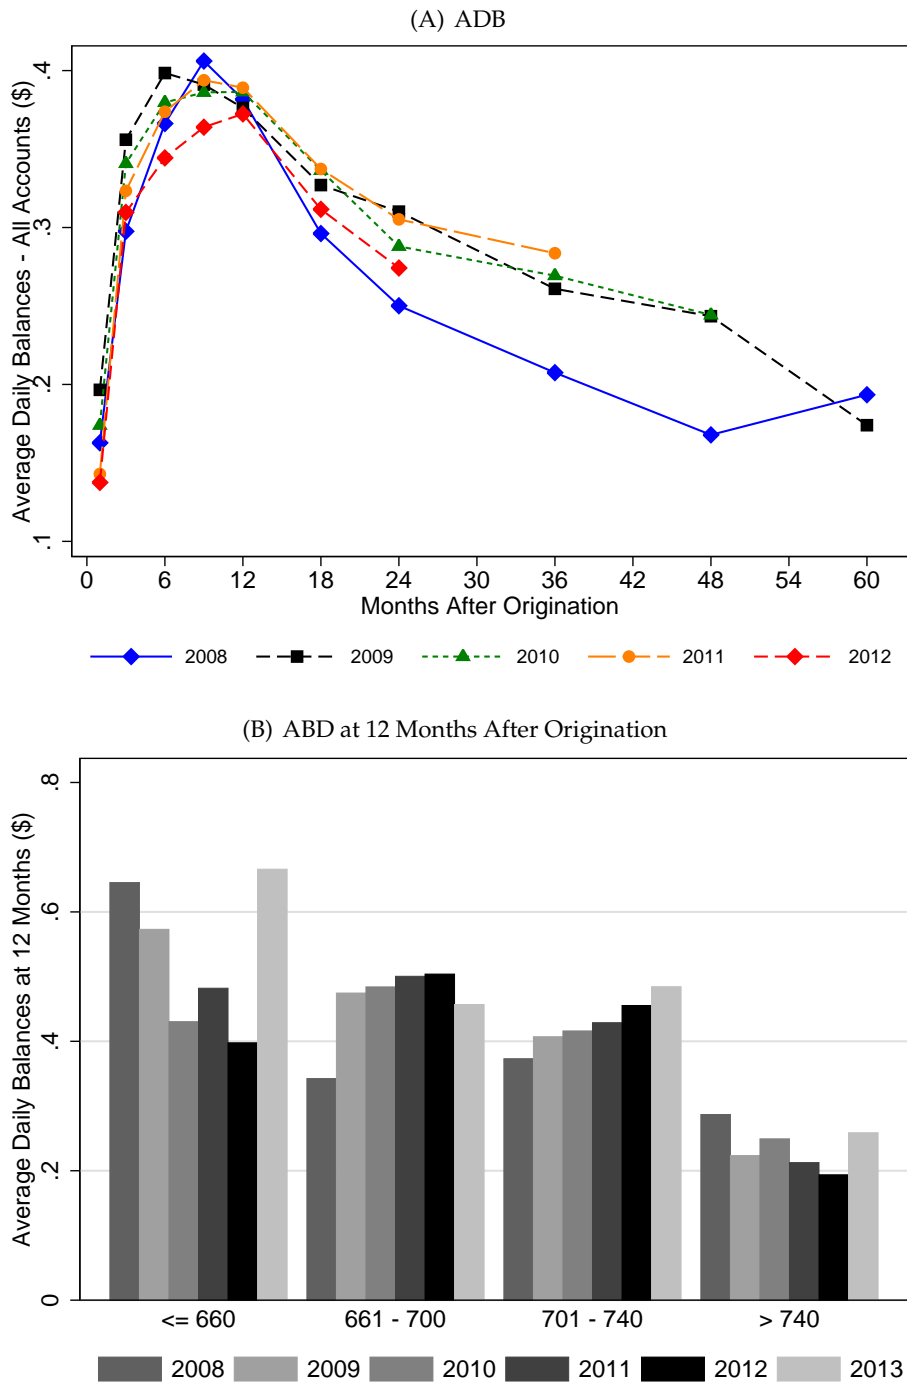 (A) ADB
Average Daily Balances - All Accounts ($)
.4
.3
.2
.1
0 6 12 18 24 30 36 42 48 54 60
Months After Origination
2008 2009 2010 2011 2012
(B) ABD at 12 Months After Origination
Average Daily Balances at 12 Months ($)
.8
.6
.4
.2
0
<= 660 661 - 700 701 - 740 > 740
2008 2009 2010 2011 2012 2013